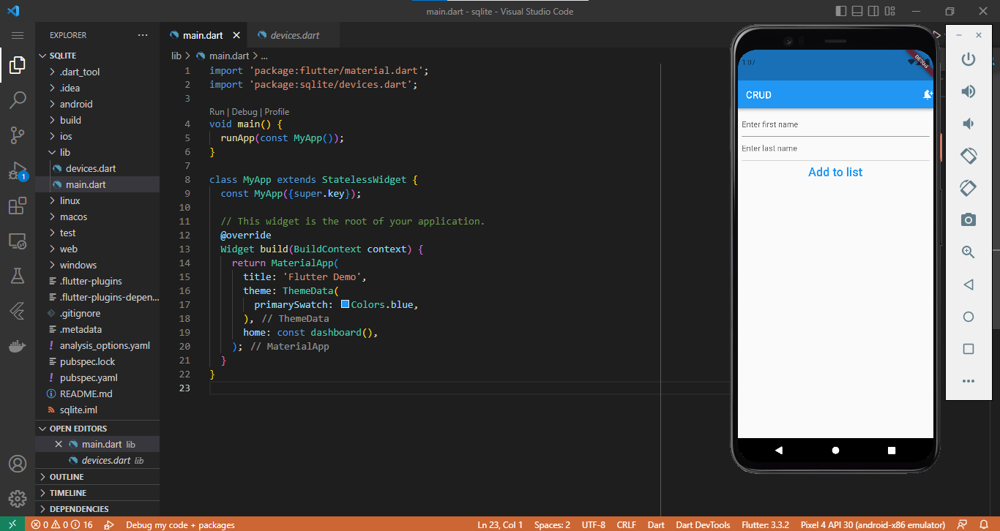 main.dart - sqlite - Visual Studio Code
EXPLORER
SQLITE
.dart_tool
.idea
android
build
ios
lib
devices.dart
main.dart
linux
macos
test
web
windows
.flutter-plugins
.flutter-plugins-depen...
.gitignore
.metadata
analysis_options.yaml
pubspec.lock
pubspec.yaml
README.md
sqlite.iml
OPEN EDITORS
main.dart lib
devices.dart lib
OUTLINE
TIMELINE
DEPENDENCIES
1
main.dart
devices.dart
lib > main.dart > ...
1 import 'package:flutter/material.dart';
2 import 'package:sqlite/devices.dart';
3
Run | Debug | Profile
4 void main() {
5 runApp(const MyApp());
6 }
7
8 class MyApp extends StatelessWidget {
9 const MyApp({super.key});
10
11 // This widget is the root of your application.
12 @override
13 Widget build(BuildContext context) {
14 return MaterialApp(
15 title: 'Flutter Demo',
16 theme: ThemeData(
17 primarySwatch: Colors.blue,
18 ), // ThemeData
19 home: const dashboard(),
20 ); // MaterialApp
21 }
22 }
23
1:07
DEBUG
CRUD
Enter first name
Enter last name
Add to list
0 0 16 Debug my code + packages
Ln 23, Col 1 Spaces: 2 UTF-8 CRLF Dart Dart DevTools Flutter: 3.3.2 Pixel 4 API 30 (android-x86 emulator)